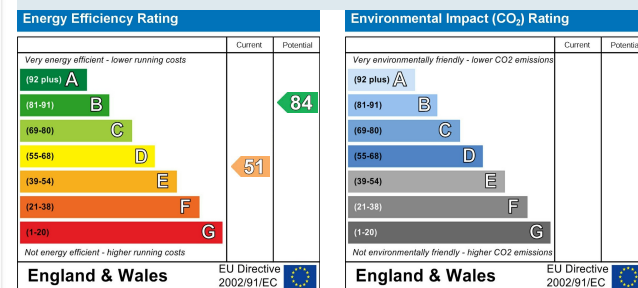 Energy Efficiency Rating
Current Potential
Very energy efficient - lower running costs
(92 plus) A
(81-91) B
84
(69-80) C
(55-68) D
51
(39-54) E
(21-38) F
(1-20) G
Not energy efficient - higher running costs
England & Wales
EU Directive
2002/91/EC
Environmental Impact (CO₂) Rating
Current Potential
Very environmentally friendly - lower CO2 emissions
(92 plus) A
(81-91) B
(69-80) C
(55-68) D
(39-54) E
(21-38) F
(1-20) G
Not environmentally friendly - higher CO2 emissions
England & Wales
EU Directive
2002/91/EC